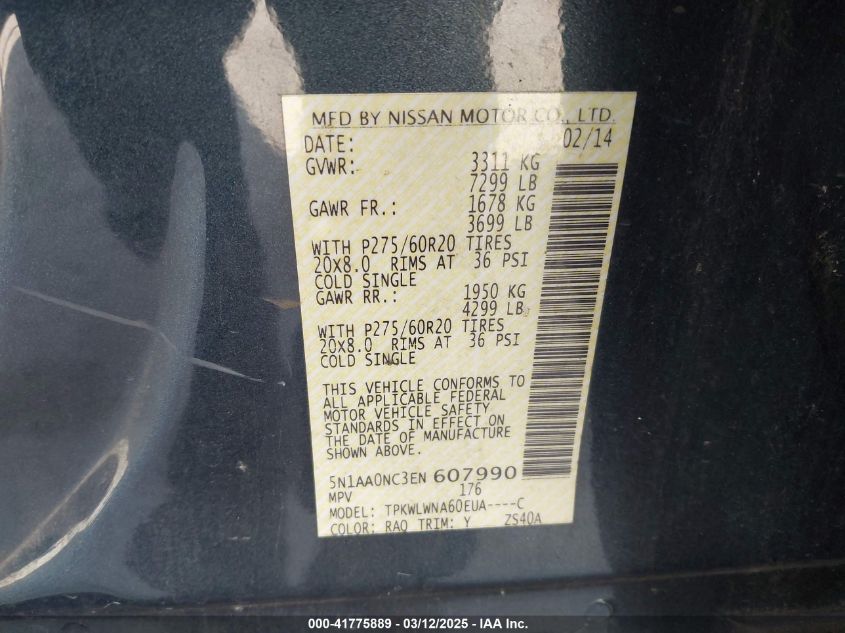 MFD BY NISSAN MOTOR CO., LTD.
DATE: 02/14
GVWR: 3311 KG
7299 LB
GAWR FR.: 1678 KG
3699 LB
WITH P275/60R20 TIRES
20X8.0 RIMS AT 36 PSI
COLD SINGLE
GAWR RR.: 1950 KG
4299 LB
WITH P275/60R20 TIRES
20X8.0 RIMS AT 36 PSI
COLD SINGLE
THIS VEHICLE CONFORMS TO
ALL APPLICABLE FEDERAL
MOTOR VEHICLE SAFETY
STANDARDS IN EFFECT ON
THE DATE OF MANUFACTURE
SHOWN ABOVE.
5N1AA0NC3EN 607990
MPV 176
MODEL: TPKWLWNA60EUA----C
COLOR: RAQ TRIM: Y ZS40A
000-41775889 - 03/12/2025 - IAA Inc.